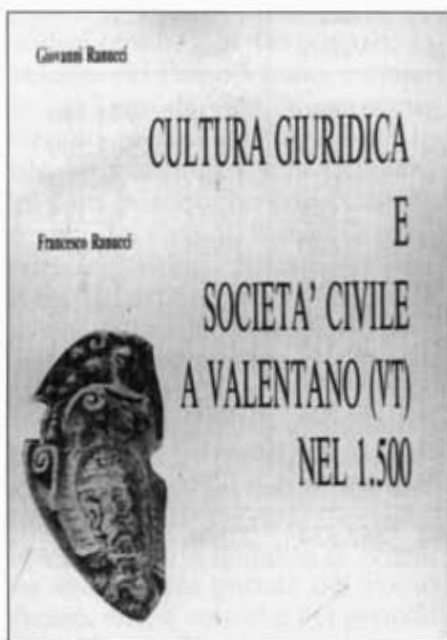 Giovanni Ranucci
CULTURA GIURIDICA
Francesco Ranucci
E
SOCIETA' CIVILE
A VALENTANO (VT)
NEL 1.500